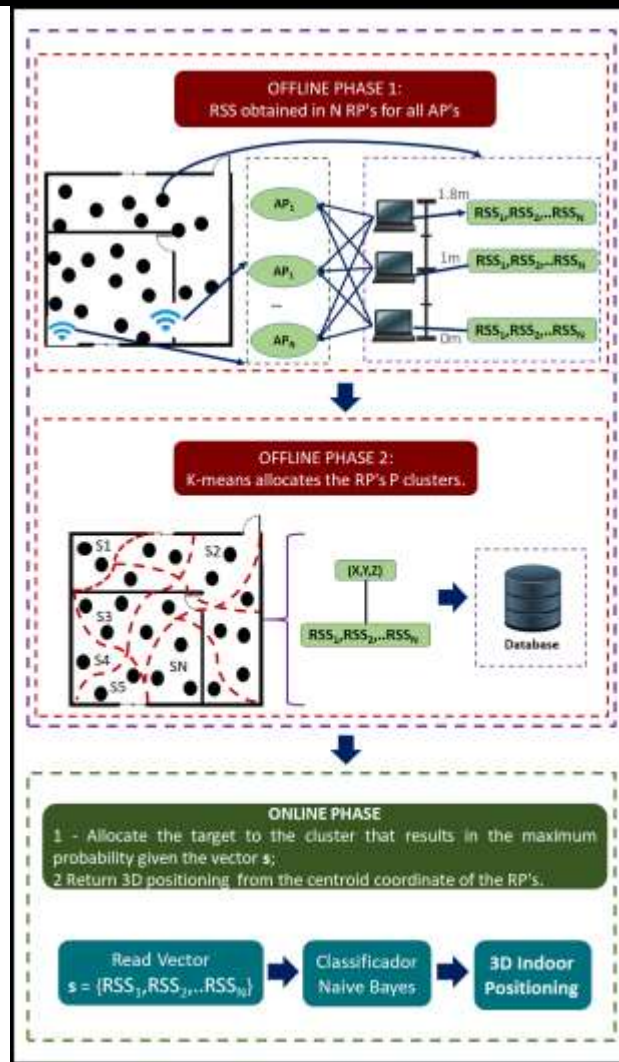 OFFLINE PHASE 1:
RSS obtained in N RP's for all AP's
AP₁
AP₁
...
APₙ
1.8m
1m
0m
RSS₁,RSS₂,..RSSₙ
RSS₁,RSS₂,..RSSₙ
RSS₁,RSS₂,..RSSₙ
OFFLINE PHASE 2:
K-means allocates the RP's P clusters.
S1
S2
S3
S4
S5
SN
(X,Y,Z)
RSS₁,RSS₂,..RSSₙ
Database
ONLINE PHASE
1 - Allocate the target to the cluster that results in the maximum
probability given the vector s;
2 Return 3D positioning from the centroid coordinate of the RP's.
Read Vector
s = {RSS₁,RSS₂,..RSSₙ}
Classificador
Naive Bayes
3D Indoor
Positioning